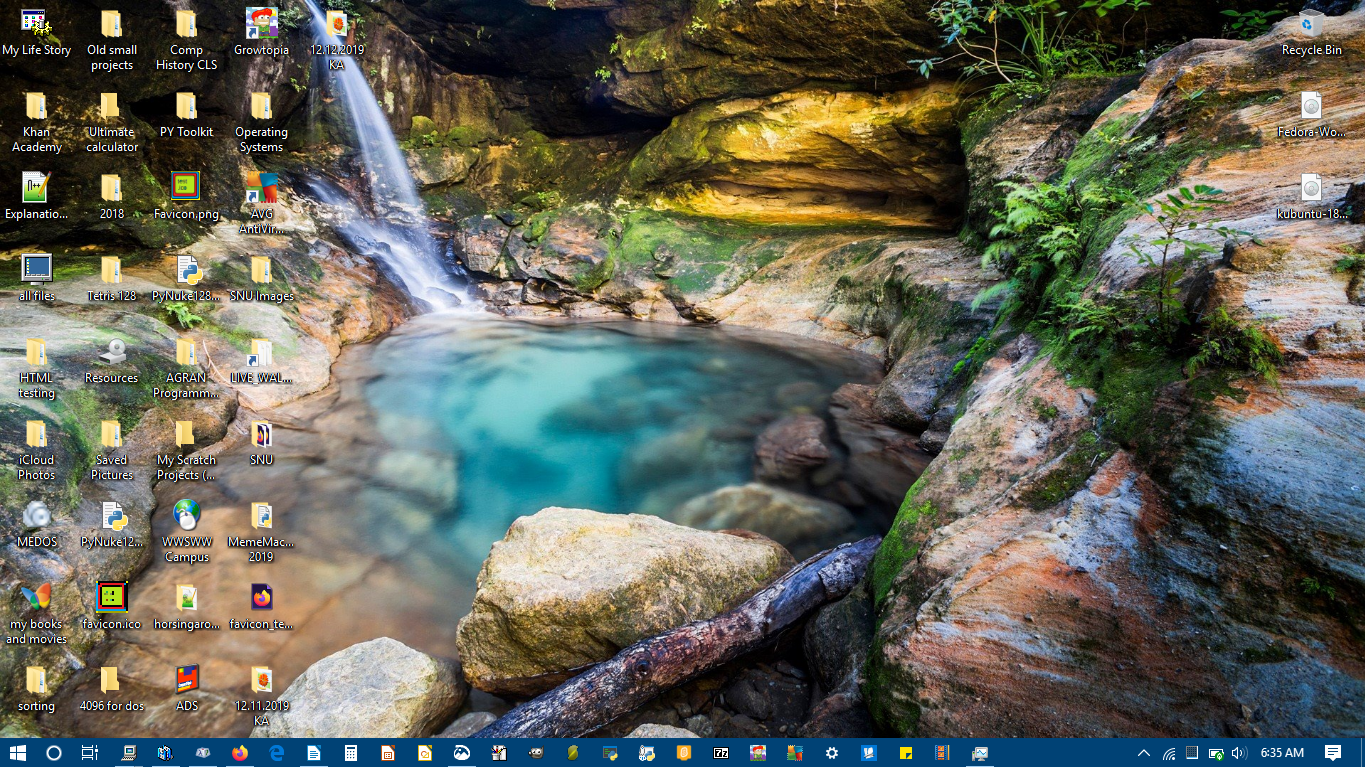 My Life Story
Old small
projects
Comp
History CLS
Growtopia
12.12.2019
KA
Recycle Bin
Khan
Academy
Ultimate
calculator
PY Toolkit
Operating
Systems
Fedora-Wo...
Explanatio...
2018
Favicon.png
AVG
AntiVir...
kubuntu-18...
all files
Tetris 128
PyNuke128...
SNU Images
HTML
testing
Resources
AGRAN
Programm...
LIVE_WAL...
iCloud
Photos
Saved
Pictures
My Scratch
Projects (...
SNU
MEDOS
PyNuke12...
WWSWW
Campus
MemeMac...
2019
my books
and movies
favicon.ico
horsingaro...
favicon_te...
sorting
4096 for dos
ADS
12.11.2019
KA
6:35 AM